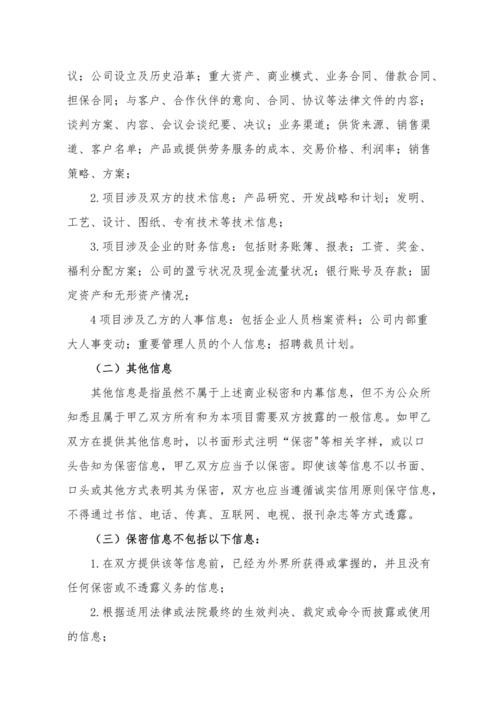 议；公司设立及历史沿革；重大资产、商业模式、业务合同、借款合同、
担保合同；与客户、合作伙伴的意向、合同、协议等法律文件的内容；
谈判方案、内容、会议会谈纪要、决议；业务渠道；供货来源、销售渠
道、客户名单；产品或提供劳务服务的成本、交易价格、利润率；销售
策略、方案；
2.项目涉及双方的技术信息：产品研究、开发战略和计划；发明、
工艺、设计、图纸、专有技术等技术信息；
3.项目涉及企业的财务信息：包括财务账簿、报表；工资、奖金、
福利分配方案；公司的盈亏状况及现金流量状况；银行账号及存款；固
定资产和无形资产情况；
4项目涉及乙方的人事信息：包括企业人员档案资料；公司内部重
大人事变动；重要管理人员的个人信息；招聘裁员计划。
（二）其他信息
其他信息是指虽然不属于上述商业秘密和内幕信息，但不为公众所
知悉且属于甲乙双方所有和为本项目需要双方披露的一般信息。如甲乙
双方在提供其他信息时，以书面形式注明“保密"等相关字样，或以口
头告知为保密信息，甲乙双方应当予以保密。即使该等信息不以书面、
口头或其他方式表明其为保密，双方也应当遵循诚实信用原则保守信息，
不得通过书信、电话、传真、互联网、电视、报刊杂志等方式透露。
（三）保密信息不包括以下信息：
1.在双方提供该等信息前，已经为外界所获得或掌握的，并且没有
任何保密或不透露义务的信息；
2.根据适用法律或法院最终的生效判决、裁定或命令而披露或使用
的信息；